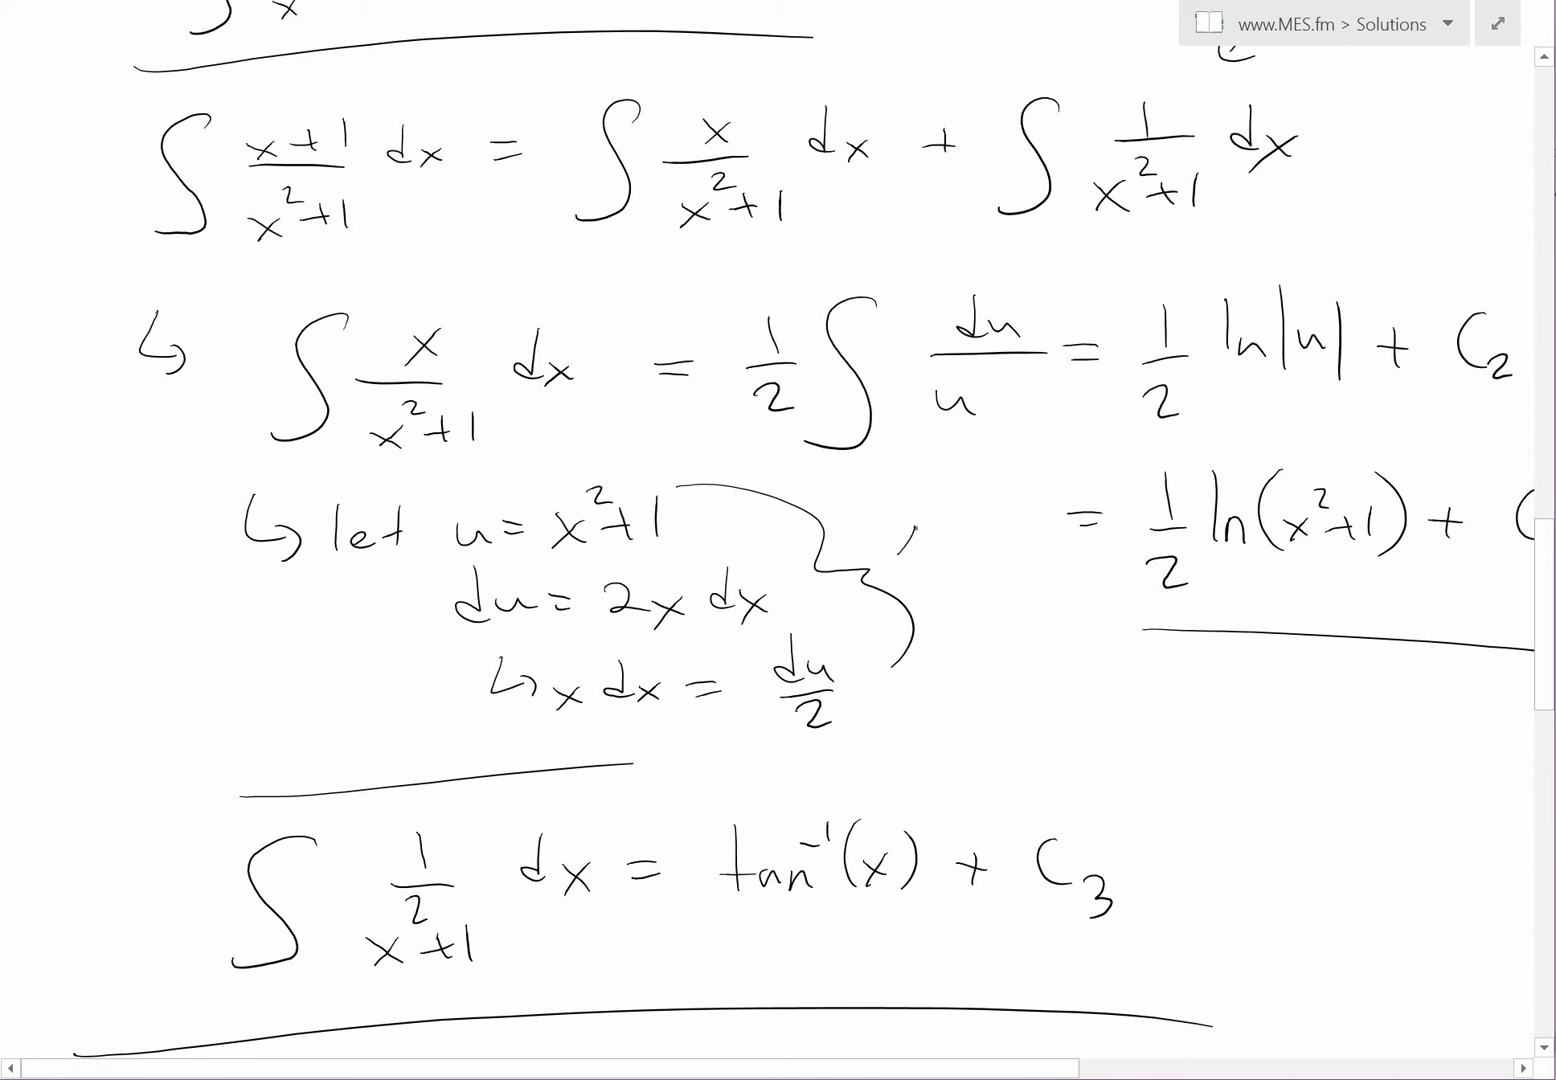 www.MES.fm > Solutions
∫ (x+1)/(x²+1) dx = ∫ x/(x²+1) dx + ∫ 1/(x²+1) dx
↳ ∫ x/(x²+1) dx = 1/2 ∫ du/u = 1/2 ln|u| + C₂
↳ let u = x²+1
= 1/2 ln(x²+1) +
du = 2x dx
↳ x dx = du/2
∫ 1/(x²+1) dx = tan⁻¹(x) + C₃